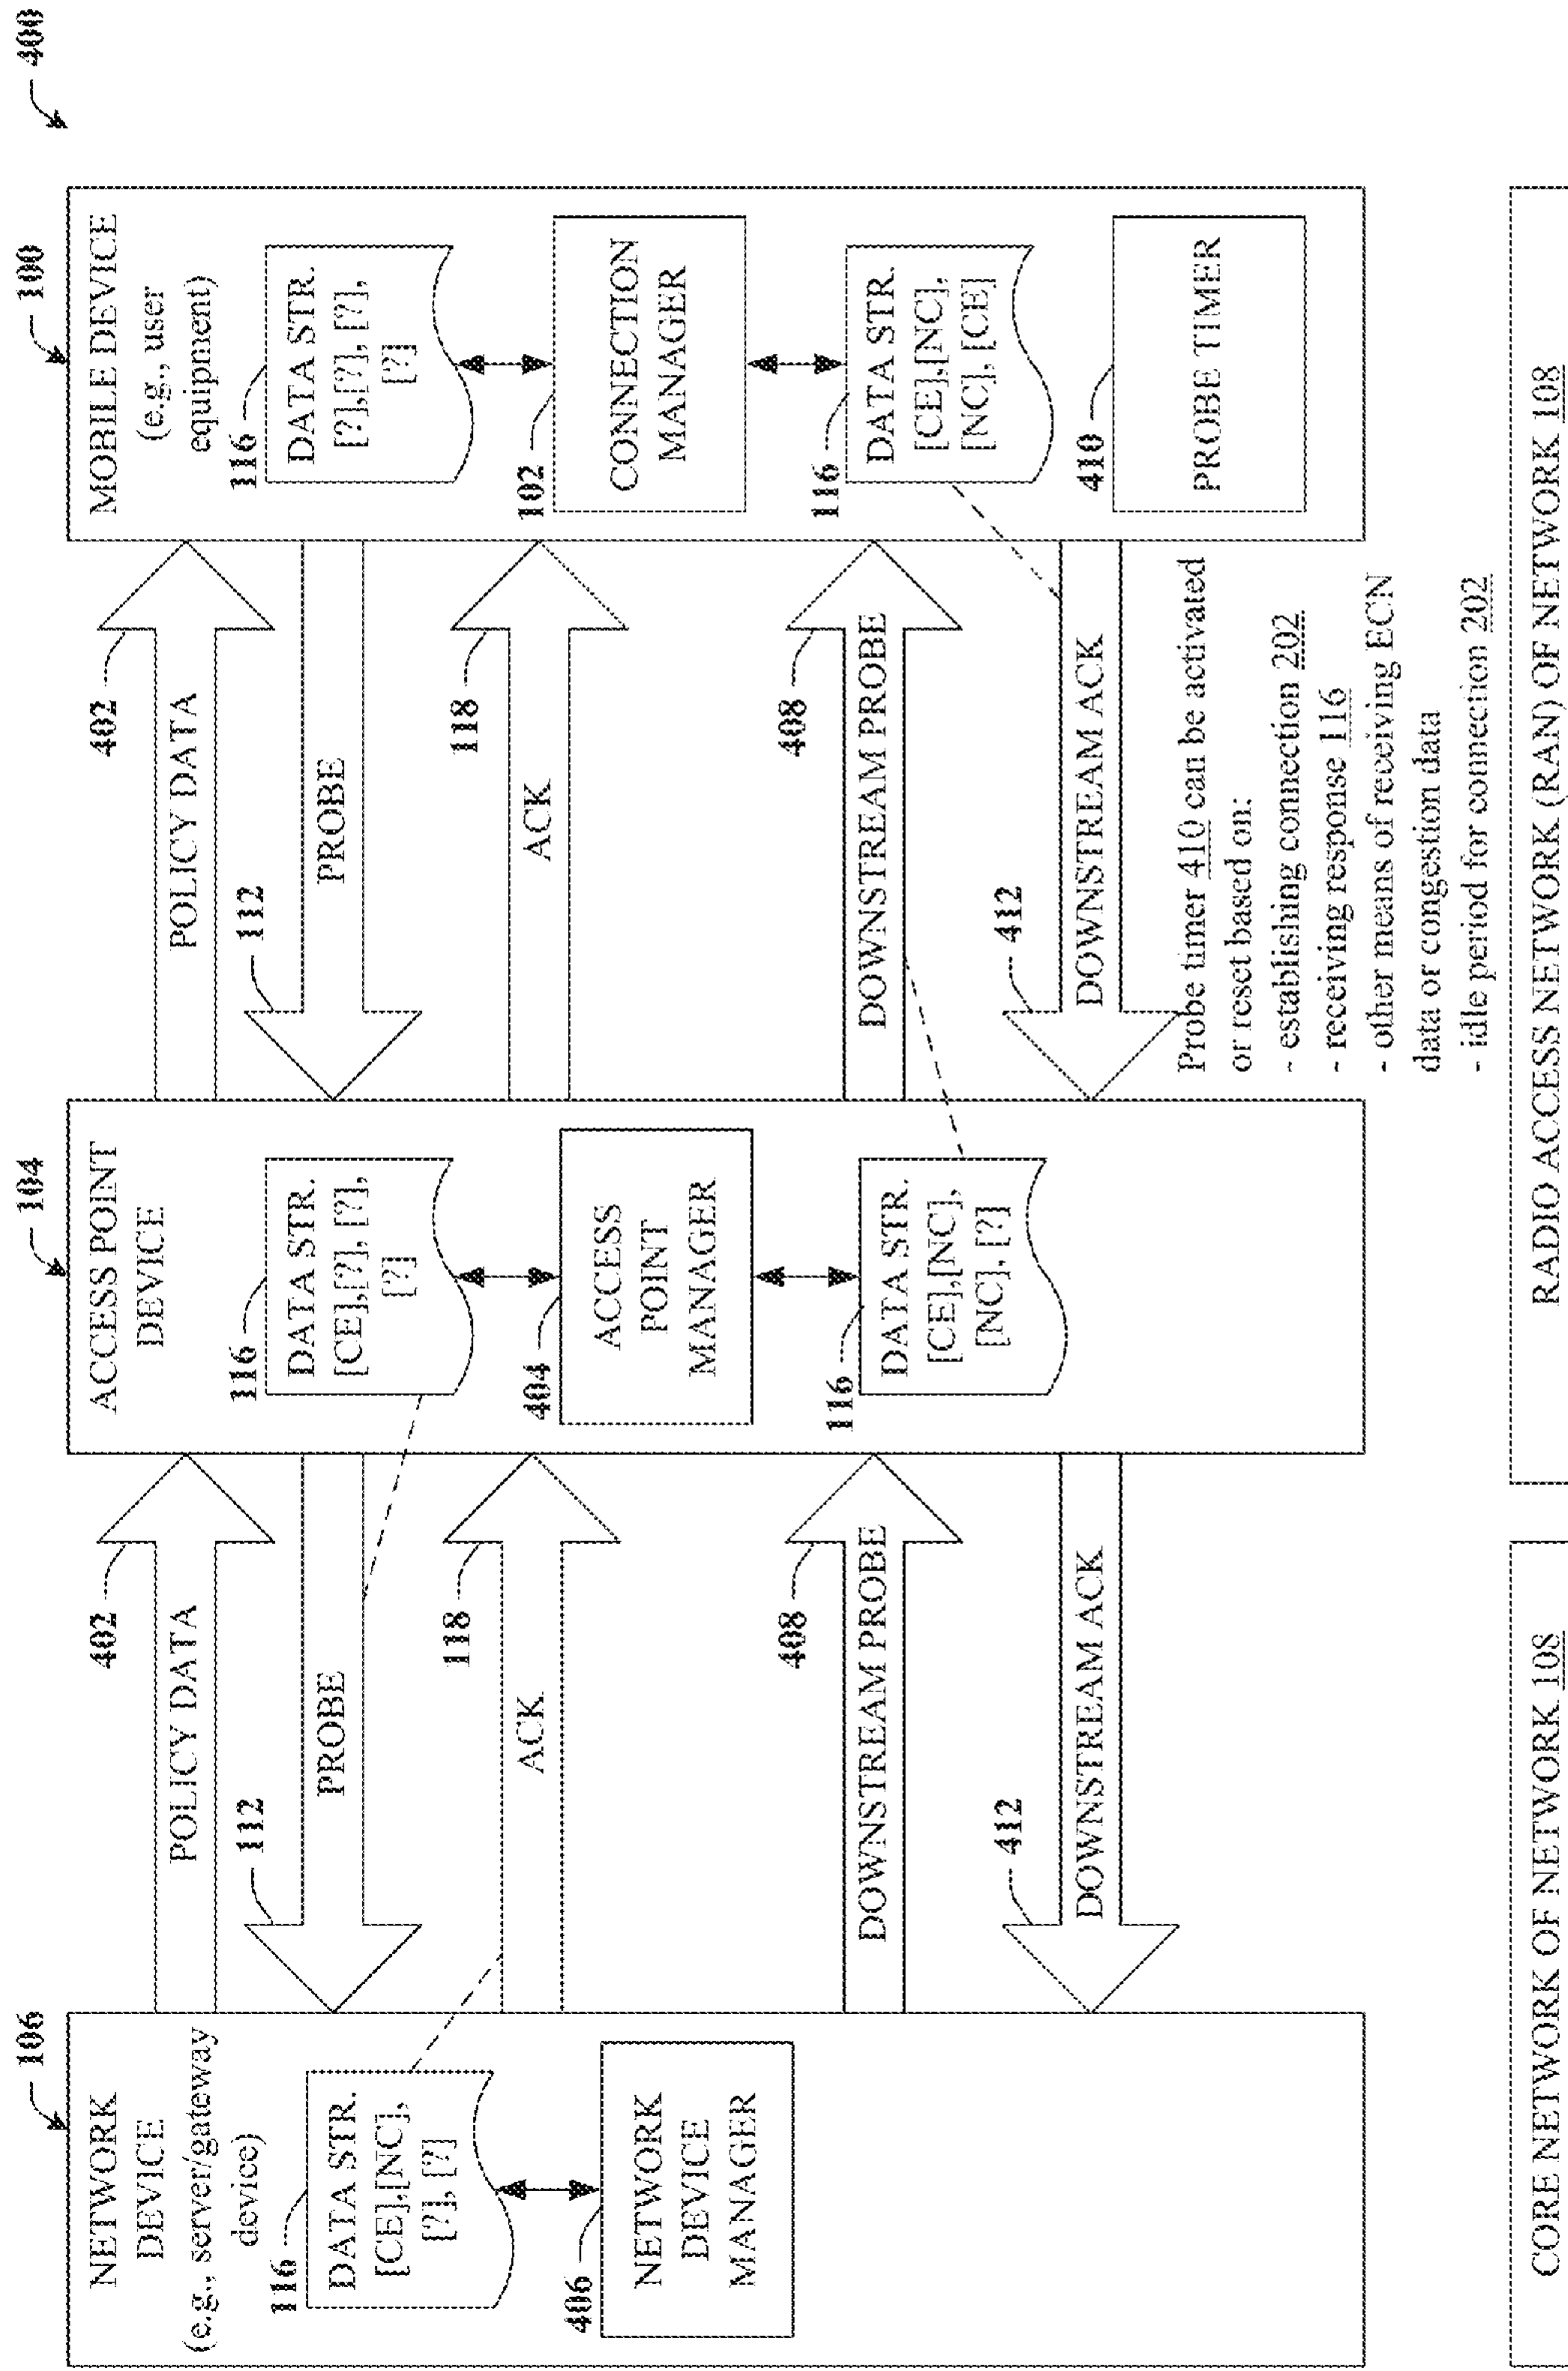 400
106
NETWORK
DEVICE
(e.g., server/gateway
device)
116
DATA STR.
[CE],[NC],
[?], [?]
406
NETWORK
DEVICE
MANAGER
402
POLICY DATA
112
PROBE
118
ACK
408
DOWNSTREAM PROBE
412
DOWNSTREAM ACK
104
ACCESS POINT
DEVICE
116
DATA STR.
[CE],[?], [?],
[?]
404
ACCESS
POINT
MANAGER
116
DATA STR.
[CE],[NC],
[NC], [?]
402
POLICY DATA
112
PROBE
118
ACK
408
DOWNSTREAM PROBE
412
DOWNSTREAM ACK
Probe timer 410 can be activated
or reset based on:
- establishing connection 202
- receiving response 116
- other means of receiving ECN
data or congestion data
- idle period for connection 202
100
MOBILE DEVICE
(e.g., user
equipment)
116
DATA STR.
[?],[?], [?],
[?]
102
CONNECTION
MANAGER
116
DATA STR.
[CE],[NC],
[NC], [CE]
410
PROBE TIMER
CORE NETWORK OF NETWORK 108
RADIO ACCESS NETWORK (RAN) OF NETWORK 108